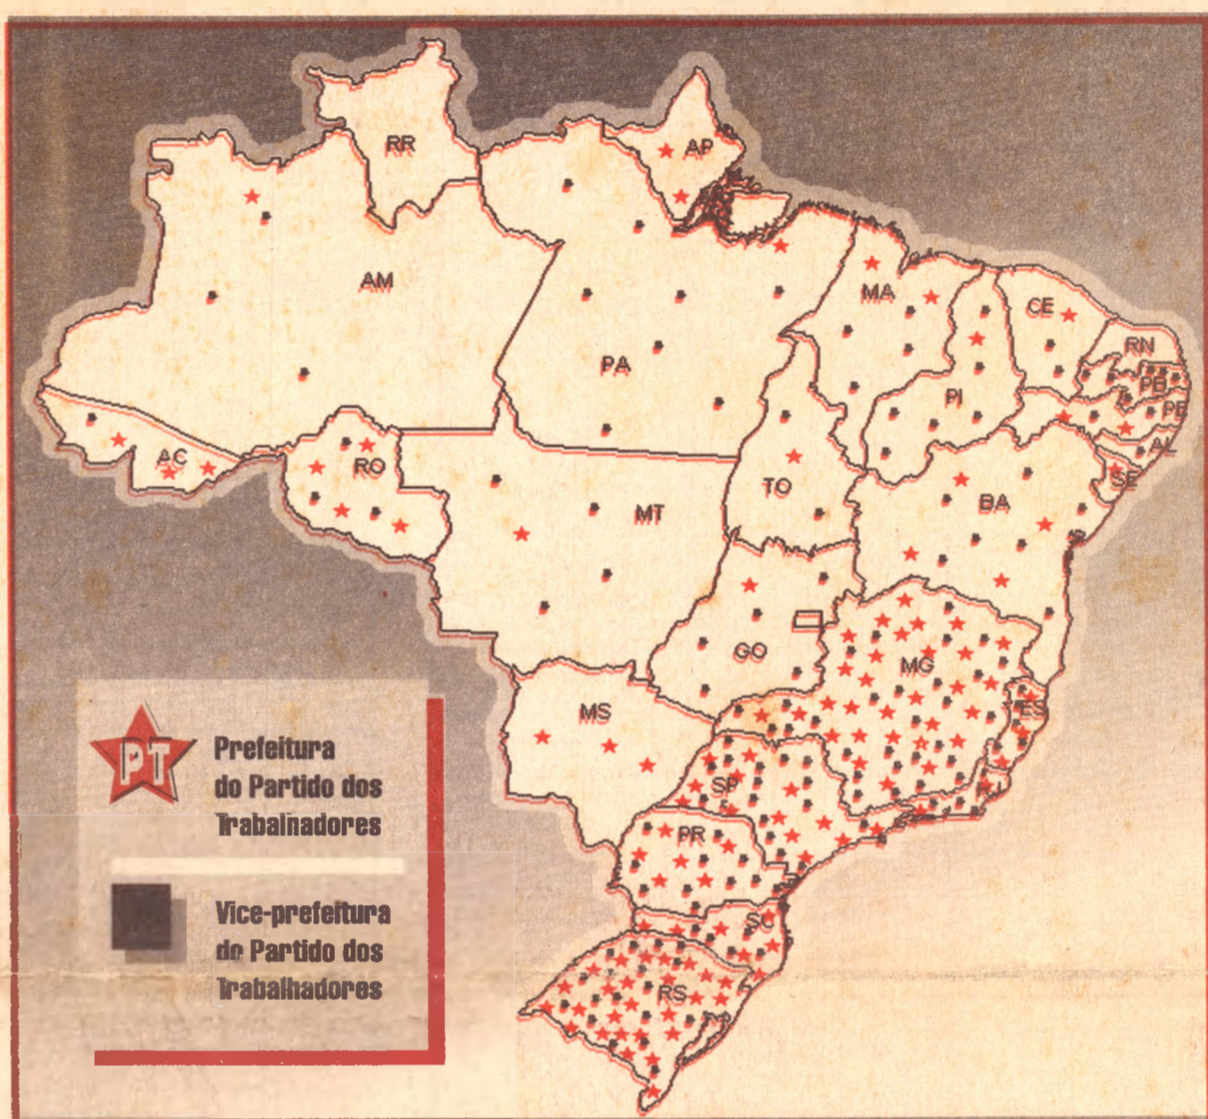 RR
AP
AM
PA
MA
CE
RN
PB
PE
AL
SE
PI
AC
RO
TO
BA
MT
GO
MG
ES
MS
SP
RJ
PR
SC
RS
PT
Prefeitura
do Partido dos
Trabalhadores
Vice-prefeitura
do Partido dos
Trabalhadores